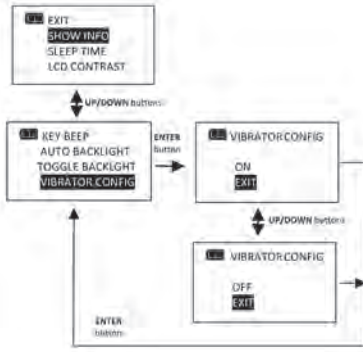 EXIT
SHOW INFO
SLEEP TIME
LCD CONTRAST
UP/DOWN buttons
KEY BEEP
AUTO BACKLIGHT
TOGGLE BACKLGHT
VIBRATOR CONFIG
ENTER
button
VIBRATOR CONFIG
ON
EXIT
UP/DOWN buttons
VIBRATOR CONFIG
OFF
EXIT
ENTER
button